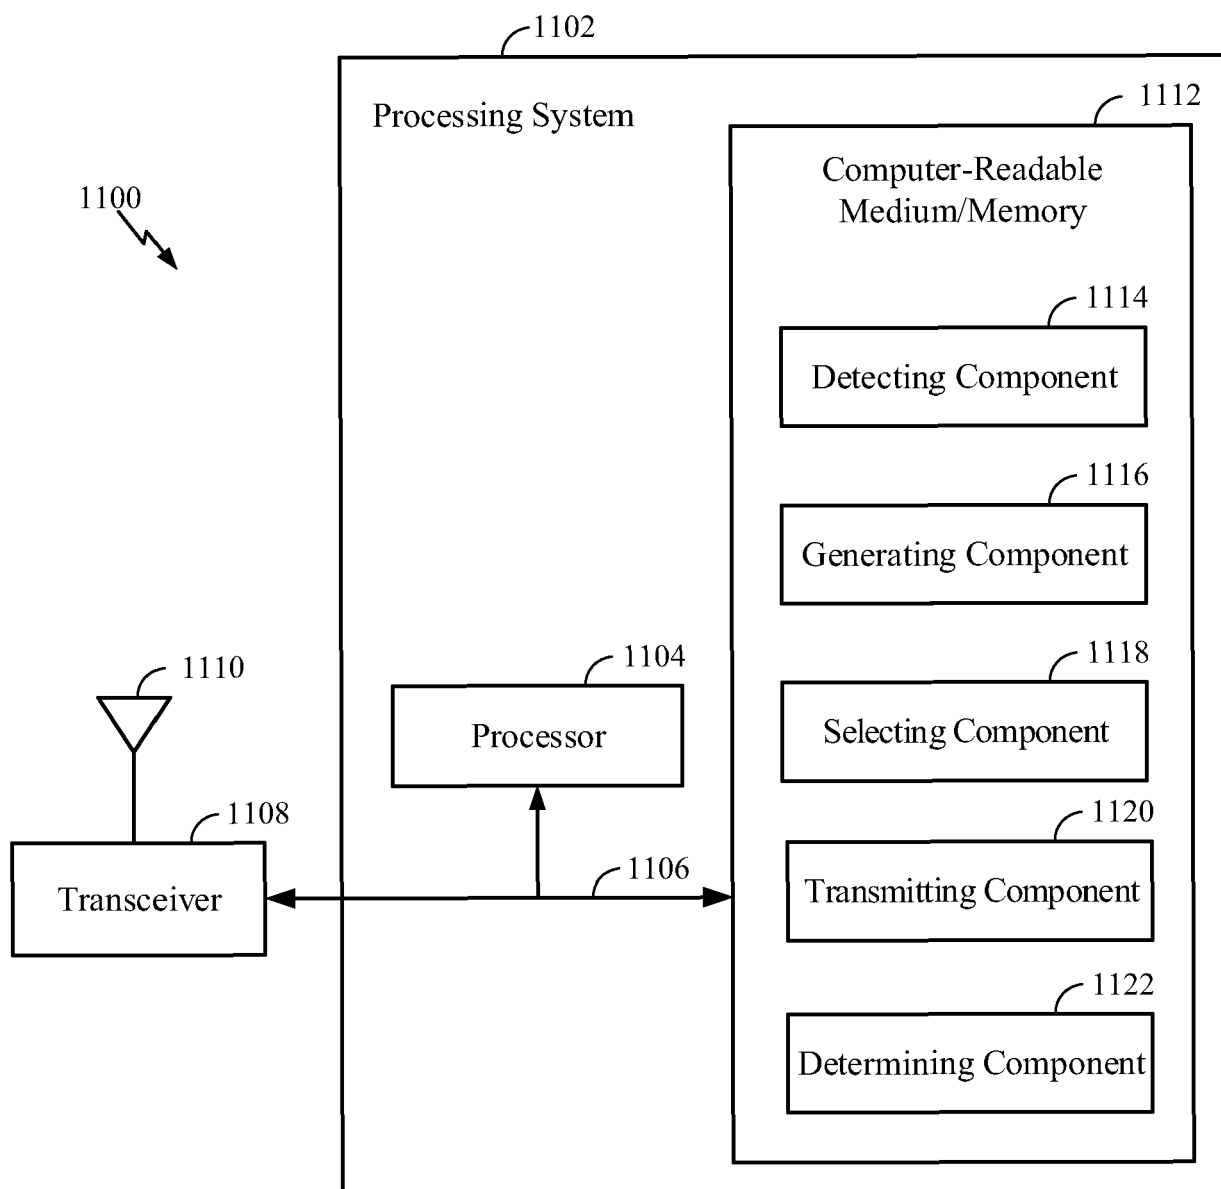 1102
Processing System
1112
Computer-Readable
Medium/Memory
1100
1114
Detecting Component
1116
Generating Component
1110
1104
1118
Processor
Selecting Component
1108
1120
1106
Transceiver
Transmitting Component
1122
Determining Component